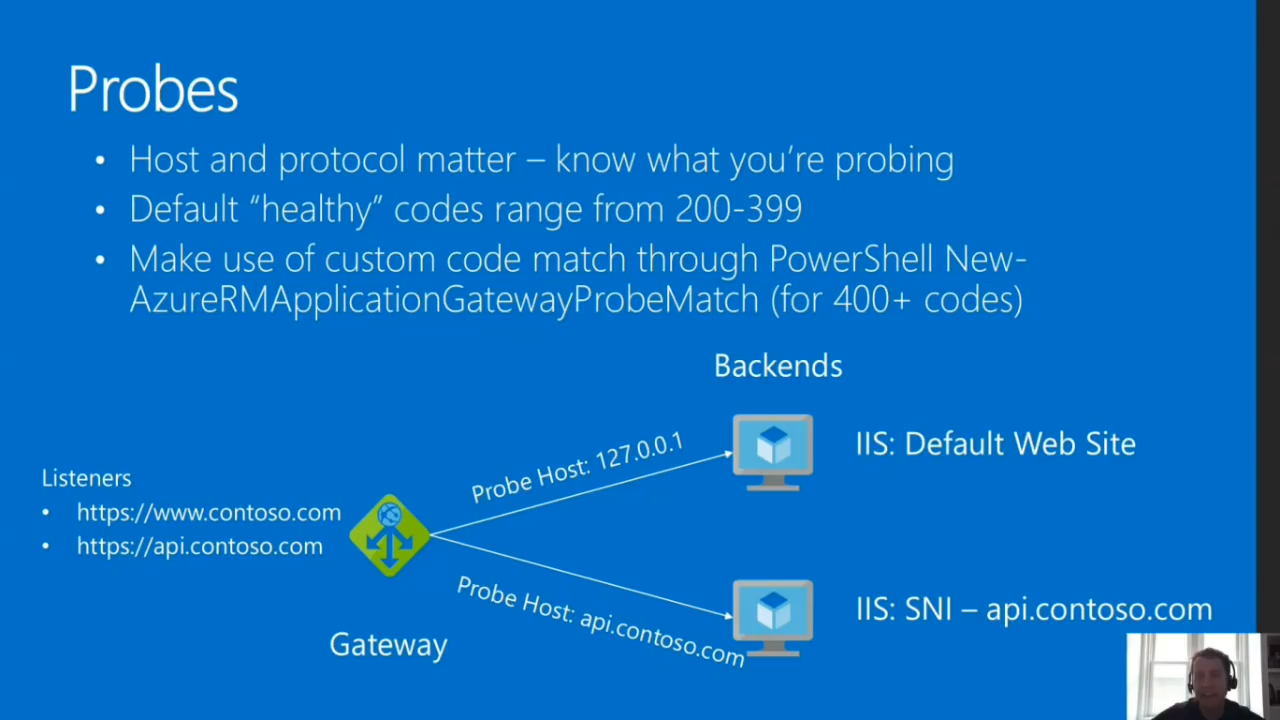 Probes
• Host and protocol matter – know what you're probing
• Default “healthy” codes range from 200-399
• Make use of custom code match through PowerShell New-
AzureRMApplicationGatewayProbeMatch (for 400+ codes)
Backends
Probe Host: 127.0.0.1
IIS: Default Web Site
Listeners
• https://www.contoso.com
• https://api.contoso.com
Probe Host: api.contoso.com
IIS: SNI – api.contoso.com
Gateway